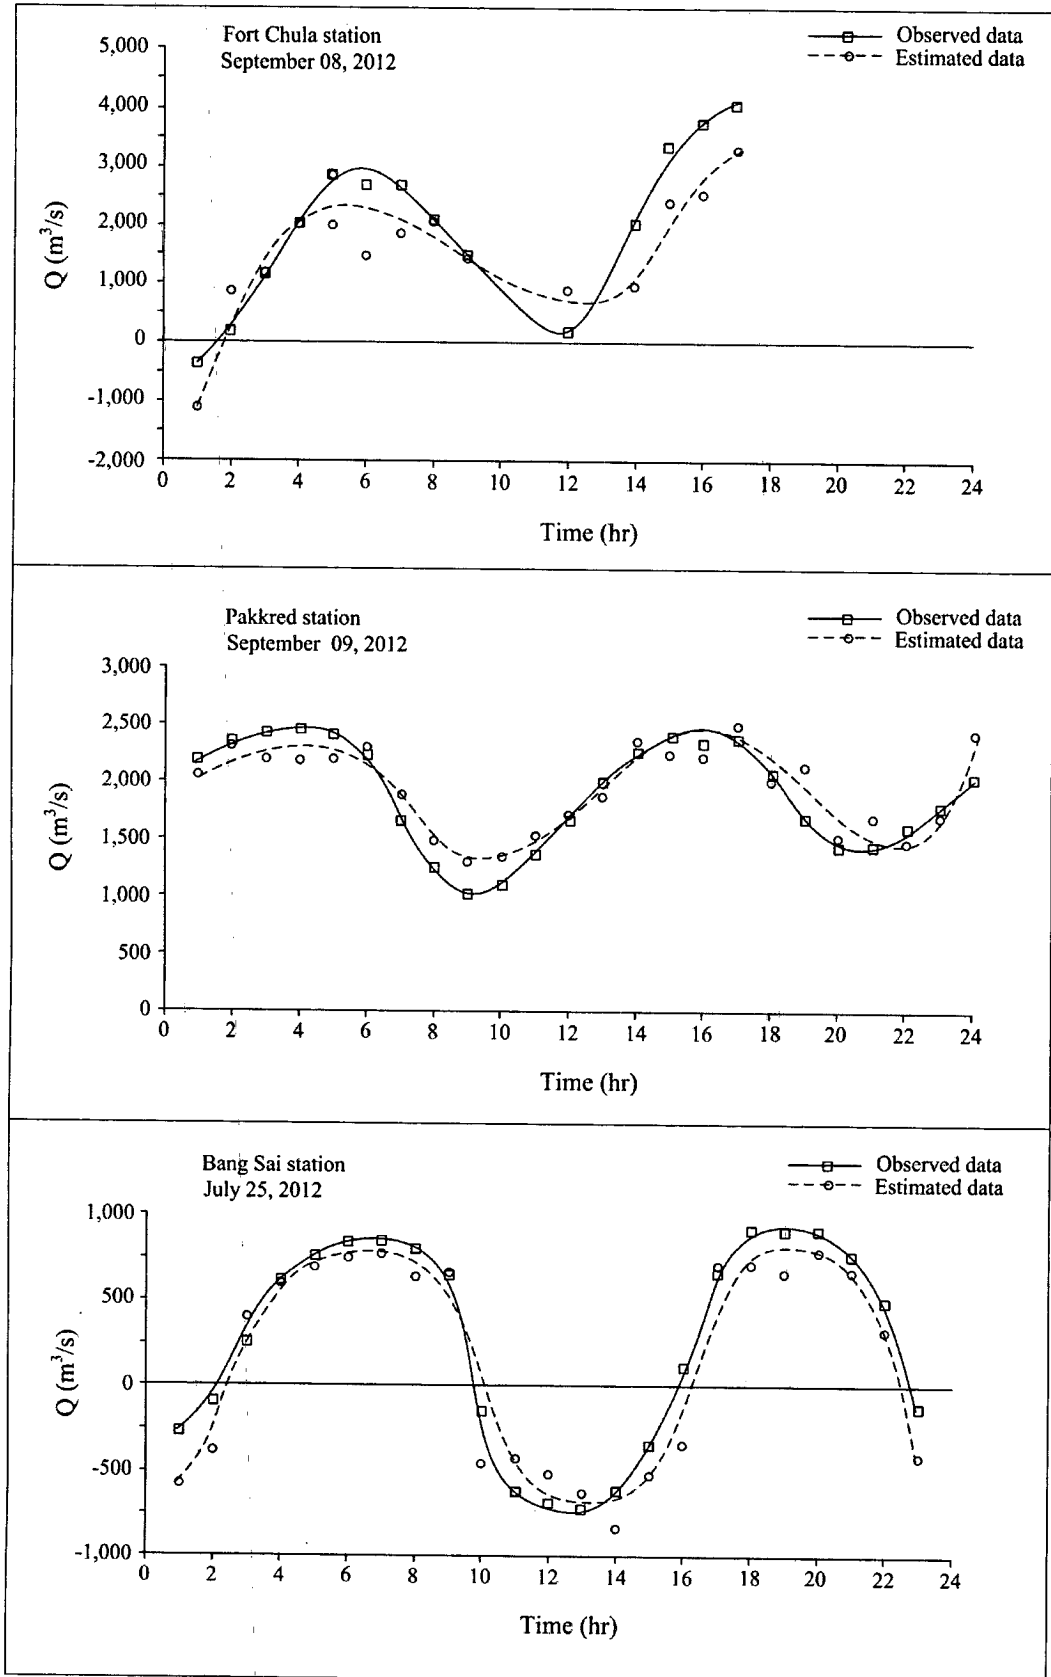 Fort Chula station
September 08, 2012
Observed data
Estimated data
5,000
4,000
3,000
2,000
1,000
0
-1,000
-2,000
Q (m³/s)
0 2 4 6 8 10 12 14 16 18 20 22 24
Time (hr)
Pakkred station
September 09, 2012
Observed data
Estimated data
3,000
2,500
2,000
1,500
1,000
500
0
Q (m³/s)
0 2 4 6 8 10 12 14 16 18 20 22 24
Time (hr)
Bang Sai station
July 25, 2012
Observed data
Estimated data
1,000
500
0
-500
-1,000
Q (m³/s)
0 2 4 6 8 10 12 14 16 18 20 22 24
Time (hr)